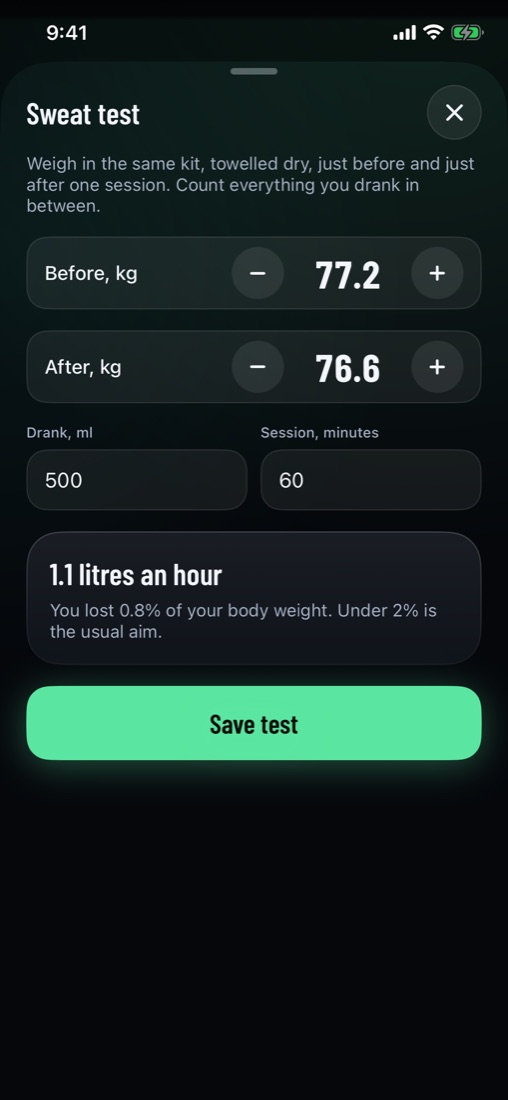 9:41
Sweat test
Weigh in the same kit, towelled dry, just before and just
after one session. Count everything you drank in
between.
Before, kg − 77.2 +
After, kg − 76.6 +
Drank, ml Session, minutes
500 60
1.1 litres an hour
You lost 0.8% of your body weight. Under 2% is
the usual aim.
Save test